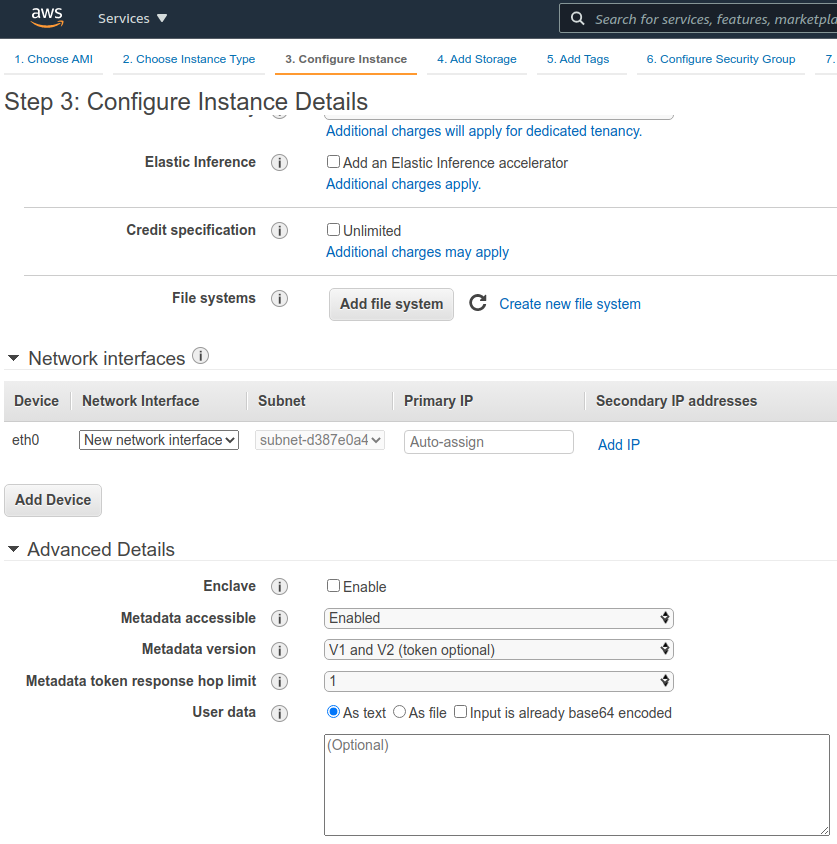 aws
Services
Search for services, features, marketpla
1. Choose AMI 2. Choose Instance Type 3. Configure Instance 4. Add Storage 5. Add Tags 6. Configure Security Group 7.
Step 3: Configure Instance Details
Additional charges will apply for dedicated tenancy.
Elastic Inference i Add an Elastic Inference accelerator
Additional charges apply.
Credit specification i Unlimited
Additional charges may apply
File systems i Add file system Create new file system
Network interfaces i
Device Network Interface Subnet Primary IP Secondary IP addresses
eth0 New network interface subnet-d387e0a4 Auto-assign Add IP
Add Device
Advanced Details
Enclave i Enable
Metadata accessible i Enabled
Metadata version i V1 and V2 (token optional)
Metadata token response hop limit i 1
User data i As text As file Input is already base64 encoded
(Optional)